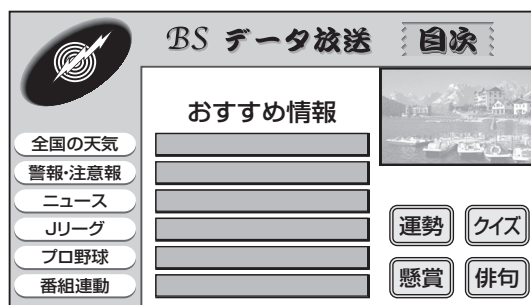 BS データ放送 目次
おすすめ情報
全国の天気
警報・注意報
ニュース
Jリーグ
プロ野球
番組連動
運勢 クイズ
懸賞 俳句